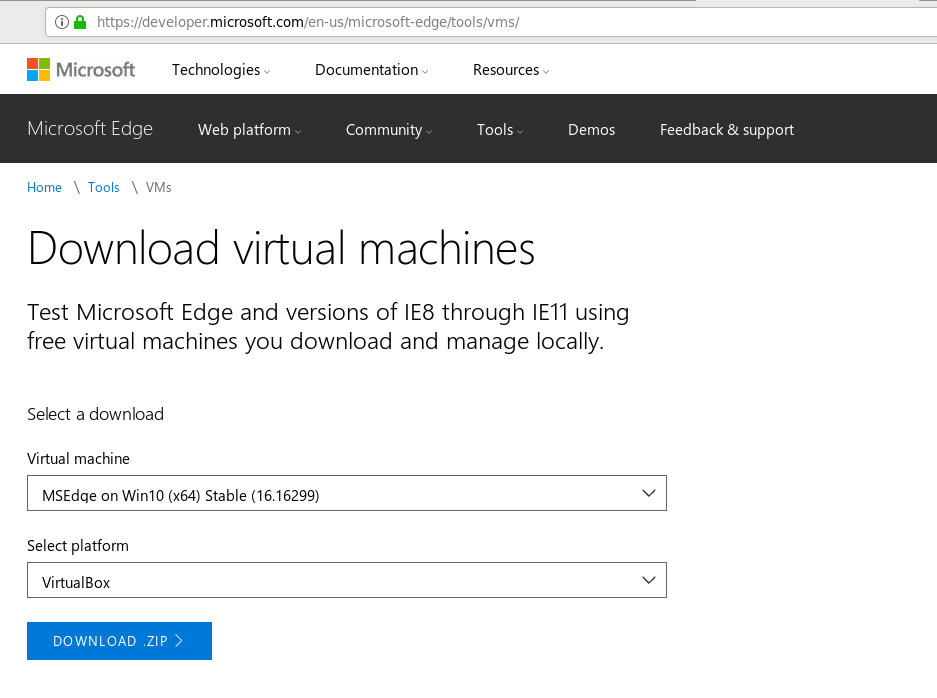 https://developer.microsoft.com/en-us/microsoft-edge/tools/vms/
Microsoft Technologies Documentation Resources
Microsoft Edge Web platform Community Tools Demos Feedback & support
Home \ Tools \ VMs
Download virtual machines
Test Microsoft Edge and versions of IE8 through IE11 using
free virtual machines you download and manage locally.
Select a download
Virtual machine
MSEdge on Win10 (x64) Stable (16.16299)
Select platform
VirtualBox
DOWNLOAD .ZIP